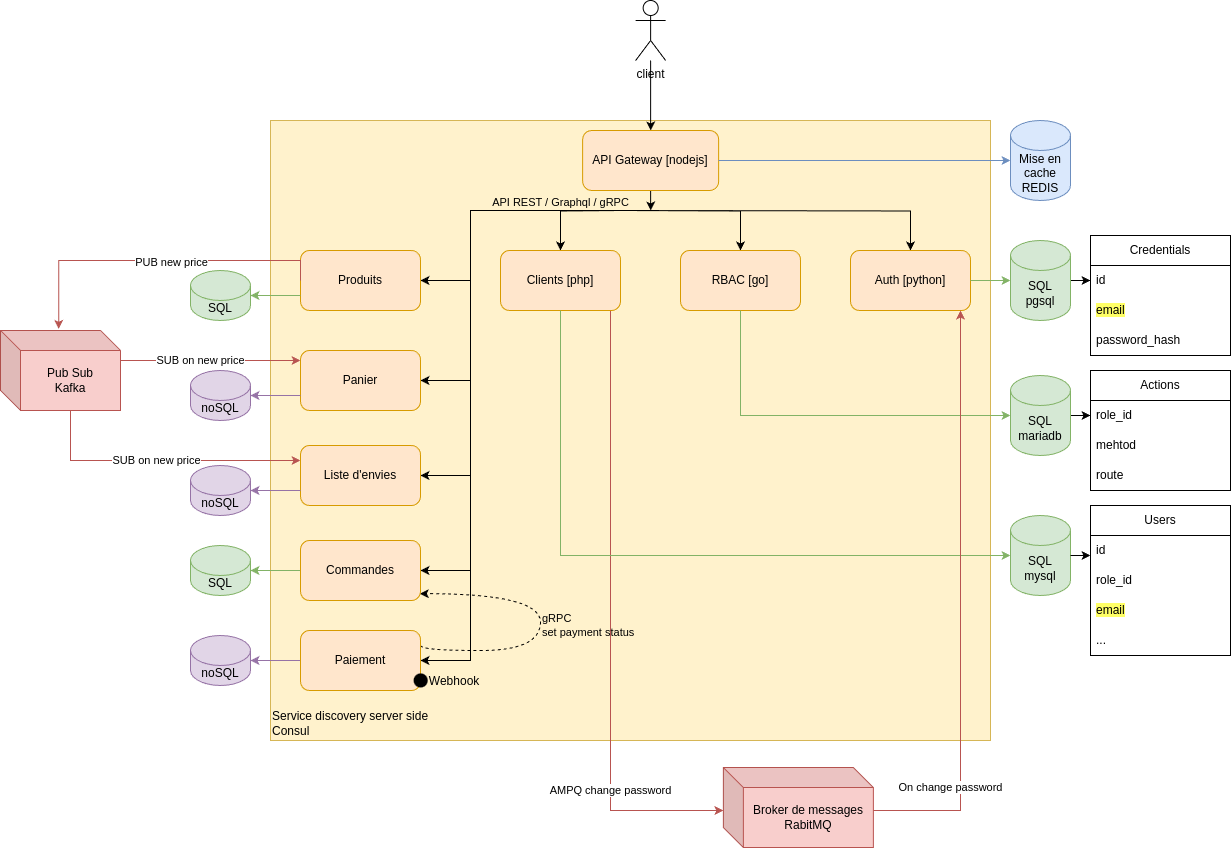 client
API Gateway [nodejs]
Mise en
cache
REDIS
API REST / Graphql / gRPC
PUB new price
Produits
Clients [php]
RBAC [go]
Auth [python]
SQL
SQL
pgsql
Credentials
id
email
password_hash
Pub Sub
Kafka
SUB on new price
Panier
noSQL
SQL
mariadb
Actions
role_id
mehtod
route
SUB on new price
Liste d'envies
noSQL
Commandes
SQL
SQL
mysql
Users
id
role_id
email
...
gRPC
set payment status
Paiement
noSQL
Webhook
Service discovery server side
Consul
AMPQ change password
On change password
Broker de messages
RabitMQ